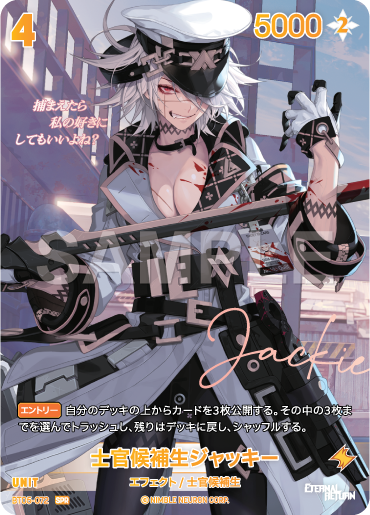 4
5000 2
捕まえたら
私の好きに
してもいいよね?
SAMPLE
Jackie
エントリー 自分のデッキの上からカードを3枚公開する。その中の3枚ま
でを選んでトラッシュし、残りはデッキに戻し、シャッフルする。
士官候補生ジャッキー
UNIT エフェクト / 士官候補生
SPR © NIMBLE NEURON CORP.
ETERNAL RETURN